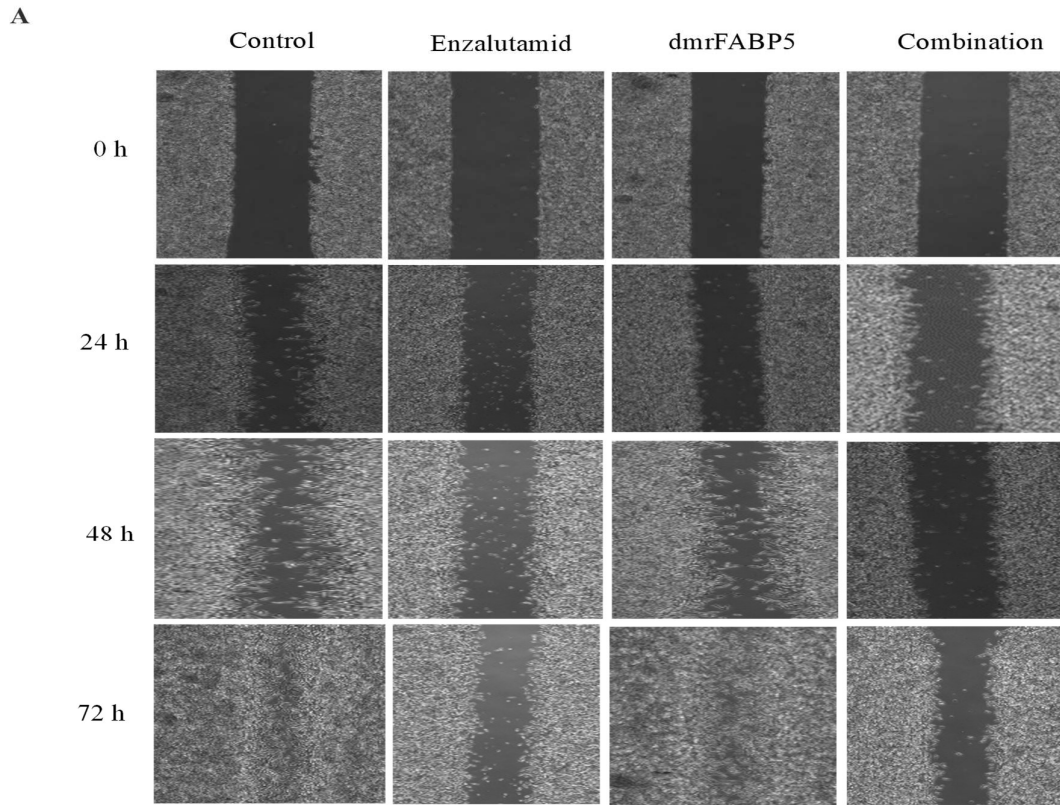 A
Control Enzalutamid dmrFABP5 Combination
0 h
24 h
48 h
72 h